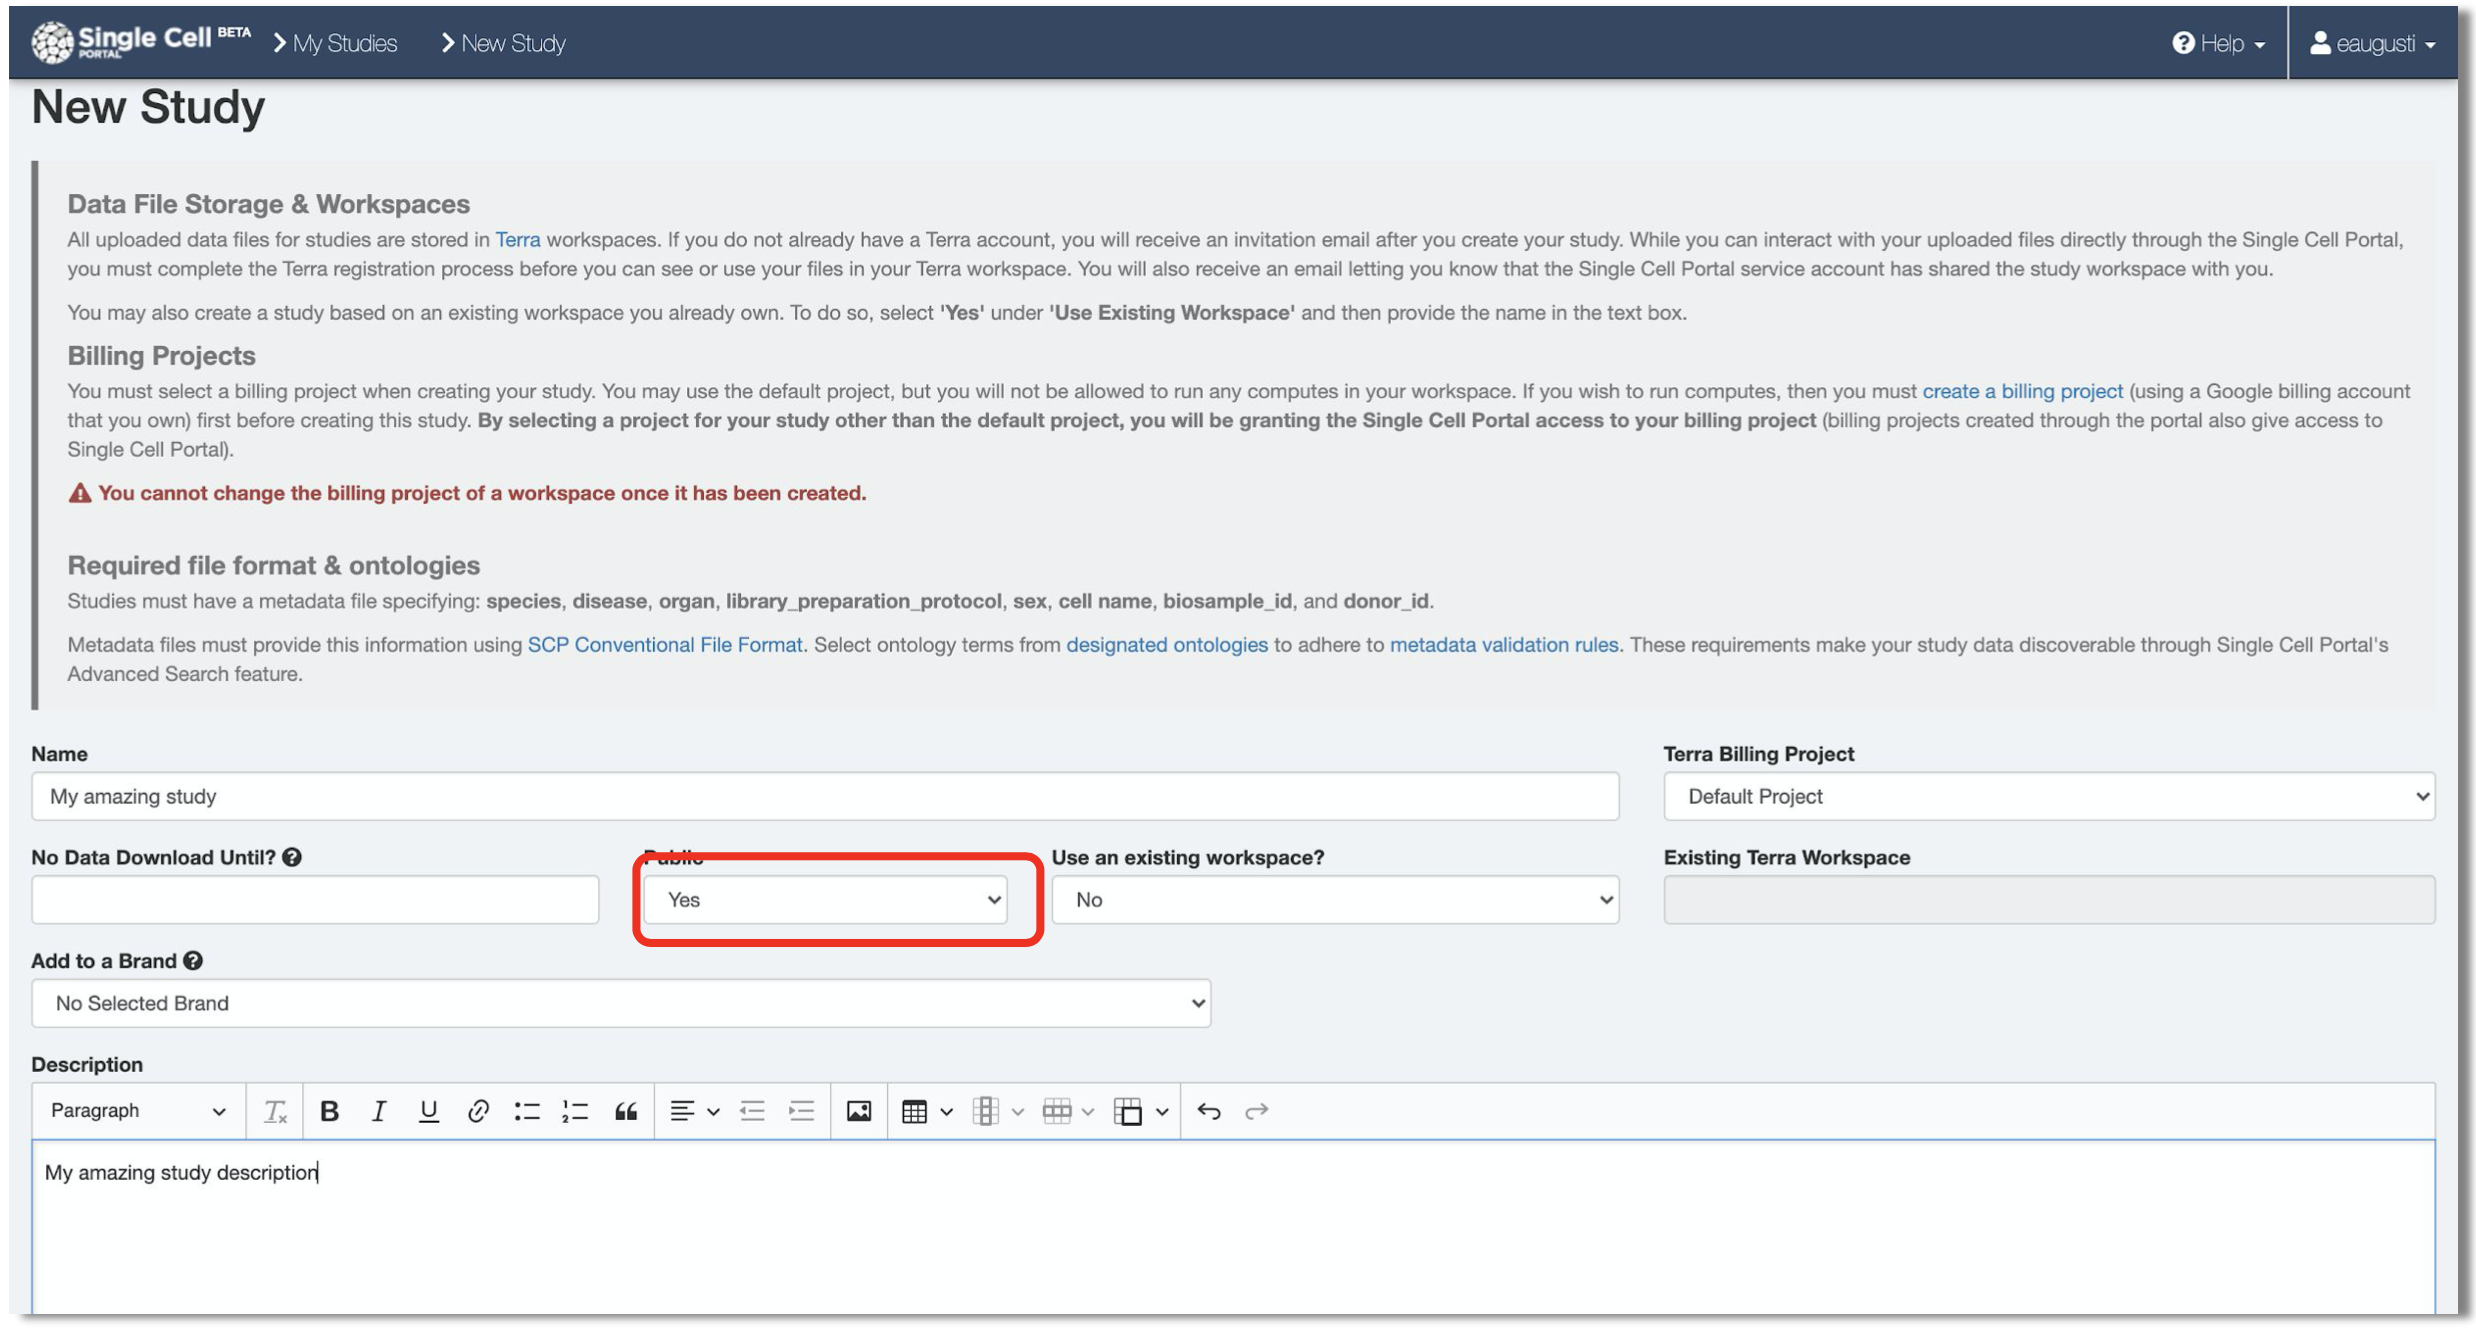 Single Cell BETA
PORTAL
My Studies
New Study
Help
eaugusti
New Study
Data File Storage & Workspaces
All uploaded data files for studies are stored in Terra workspaces. If you do not already have a Terra account, you will receive an invitation email after you create your study. While you can interact with your uploaded files directly through the Single Cell Portal,
you must complete the Terra registration process before you can see or use your files in your Terra workspace. You will also receive an email letting you know that the Single Cell Portal service account has shared the study workspace with you.
You may also create a study based on an existing workspace you already own. To do so, select 'Yes' under 'Use Existing Workspace' and then provide the name in the text box.
Billing Projects
You must select a billing project when creating your study. You may use the default project, but you will not be allowed to run any computes in your workspace. If you wish to run computes, then you must create a billing project (using a Google billing account
that you own) first before creating this study. By selecting a project for your study other than the default project, you will be granting the Single Cell Portal access to your billing project (billing projects created through the portal also give access to
Single Cell Portal).
You cannot change the billing project of a workspace once it has been created.
Required file format & ontologies
Studies must have a metadata file specifying: species, disease, organ, library_preparation_protocol, sex, cell name, biosample_id, and donor_id.
Metadata files must provide this information using SCP Conventional File Format. Select ontology terms from designated ontologies to adhere to metadata validation rules. These requirements make your study data discoverable through Single Cell Portal's
Advanced Search feature.
Name
Terra Billing Project
My amazing study
Default Project
No Data Download Until?
Public
Use an existing workspace?
Existing Terra Workspace
Yes
No
Add to a Brand
No Selected Brand
Description
Paragraph
My amazing study description